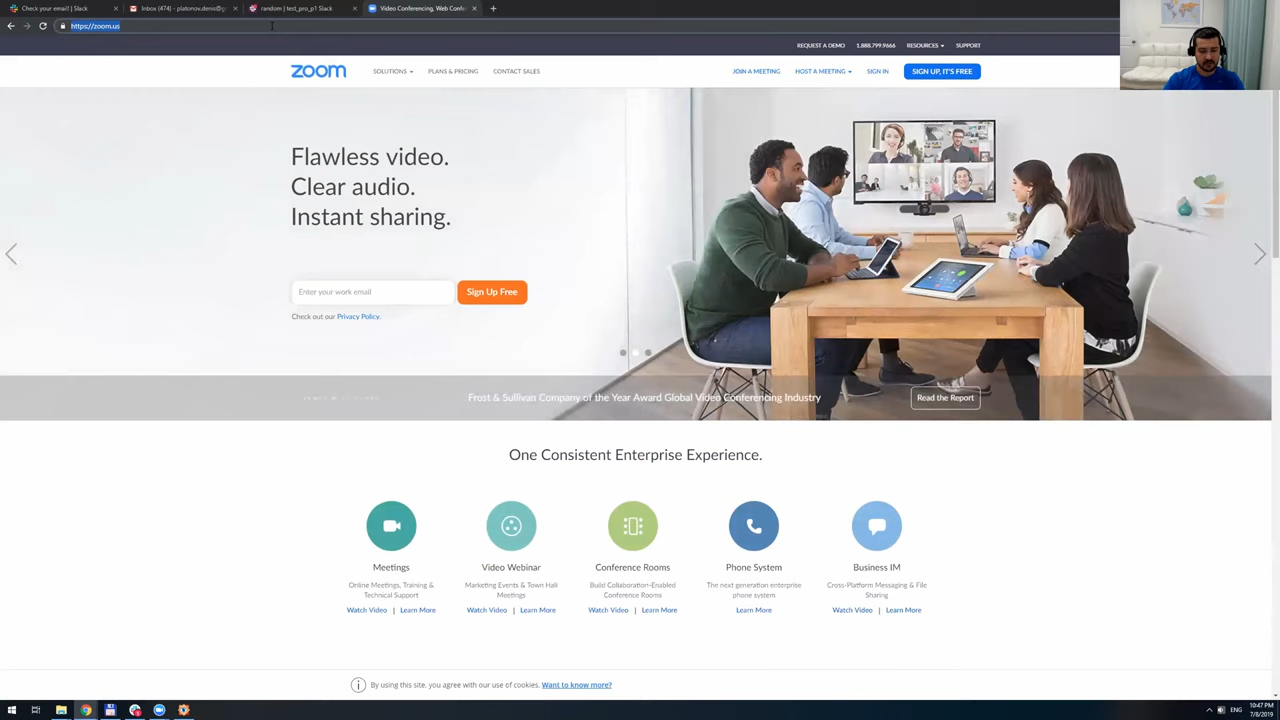 Check your email! | Slack
Inbox (474) - platonov.denis@g
random | test_pro_p1 Slack
Video Conferencing, Web Confe
https://zoom.us
REQUEST A DEMO 1.888.799.9666 RESOURCES SUPPORT
zoom
SOLUTIONS PLANS & PRICING CONTACT SALES JOIN A MEETING HOST A MEETING SIGN IN SIGN UP, IT'S FREE
Flawless video.
Clear audio.
Instant sharing.
Enter your work email
Sign Up Free
Check out our Privacy Policy.
Frost & Sullivan Company of the Year Award Global Video Conferencing Industry
Read the Report
One Consistent Enterprise Experience.
Meetings
Online Meetings, Training &
Technical Support
Watch Video | Learn More
Video Webinar
Marketing Events & Town Hall
Meetings
Watch Video | Learn More
Conference Rooms
Build Collaboration-Enabled
Conference Rooms
Watch Video | Learn More
Phone System
The next generation enterprise
phone system
Learn More
Business IM
Cross-Platform Messaging & File
Sharing
Watch Video | Learn More
By using this site, you agree with our use of cookies. Want to know more?
ENG
10:47 PM
7/8/2019